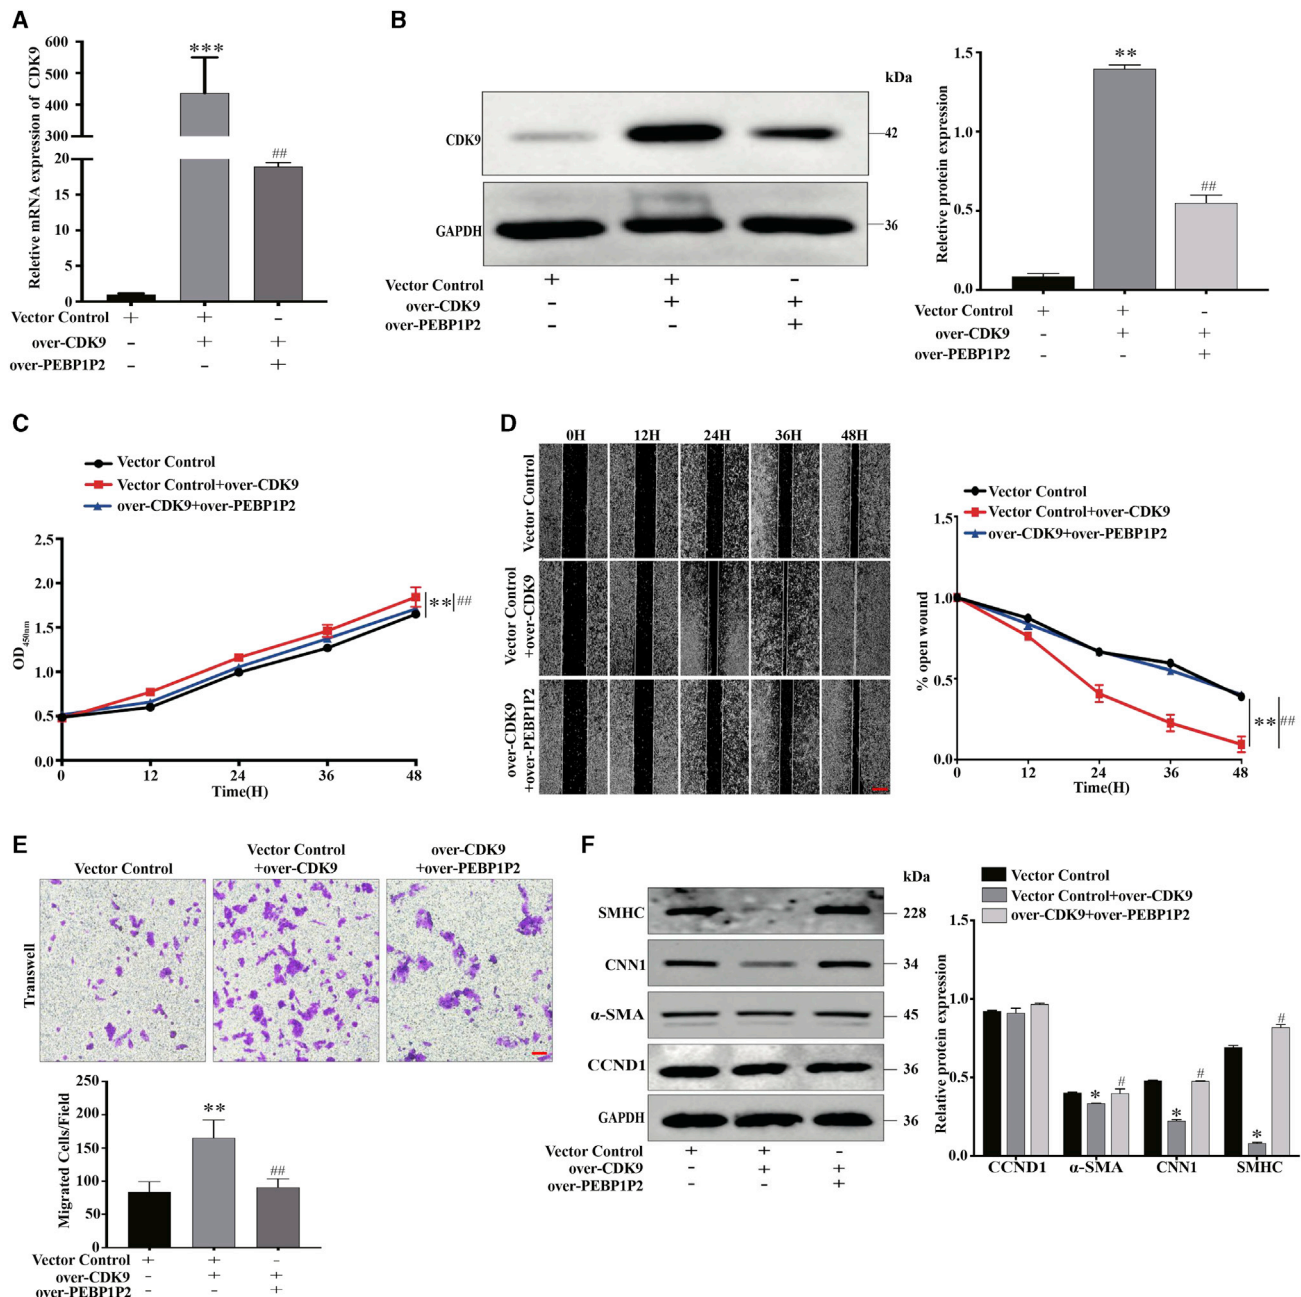 A
Reletive mRNA expression of CDK9
600
500
400
300
20
15
10
5
0
***
##
Vector Control + + -
over-CDK9 - + +
over-PEBP1P2 - - +
B
kDa
CDK9
42
GAPDH
36
Vector Control + + -
over-CDK9 - + +
over-PEBP1P2 - - +
Relative protein expression
1.5
1.0
0.5
0.0
**
##
Vector Control + + -
over-CDK9 - + +
over-PEBP1P2 - - +
C
Vector Control
Vector Control+over-CDK9
over-CDK9+over-PEBP1P2
OD450nm
2.5
2.0
1.5
1.0
0.5
0.0
** ##
0 12 24 36 48
Time(H)
D
0H 12H 24H 36H 48H
Vector Control
Vector Control
+over-CDK9
over-CDK9
+over-PEBP1P2
Vector Control
Vector Control+over-CDK9
over-CDK9+over-PEBP1P2
% open wound
1.5
1.0
0.5
0.0
** ##
0 12 24 36 48
Time(H)
E
Vector Control
Vector Control
+over-CDK9
over-CDK9
+over-PEBP1P2
Transwell
Migrated Cells/Field
250
200
150
100
50
0
**
##
Vector Control + + -
over-CDK9 - + +
over-PEBP1P2 - - +
F
kDa
SMHC
228
CNN1
34
α-SMA
45
CCND1
36
GAPDH
36
Vector Control + + -
over-CDK9 - + +
over-PEBP1P2 - - +
Vector Control
Vector Control+over-CDK9
over-CDK9+over-PEBP1P2
Relative protein expression
1.5
1.0
0.5
0.0
* #
* #
* #
CCND1 α-SMA CNN1 SMHC